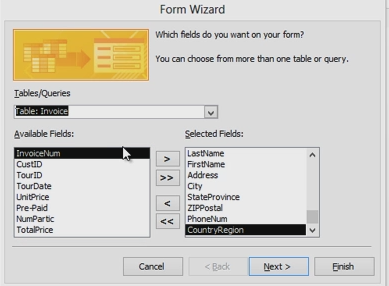 Form Wizard
Which fields do you want on your form?
You can choose from more than one table or query.
Tables/Queries
Table: Invoice
Available Fields:
Selected Fields:
InvoiceNum
CustID
TourID
TourDate
UnitPrice
Pre-Paid
NumPartic
TotalPrice
>
>>
<
<<
LastName
FirstName
Address
City
StateProvince
ZIPPostal
PhoneNum
CountryRegion
Cancel
< Back
Next >
Finish